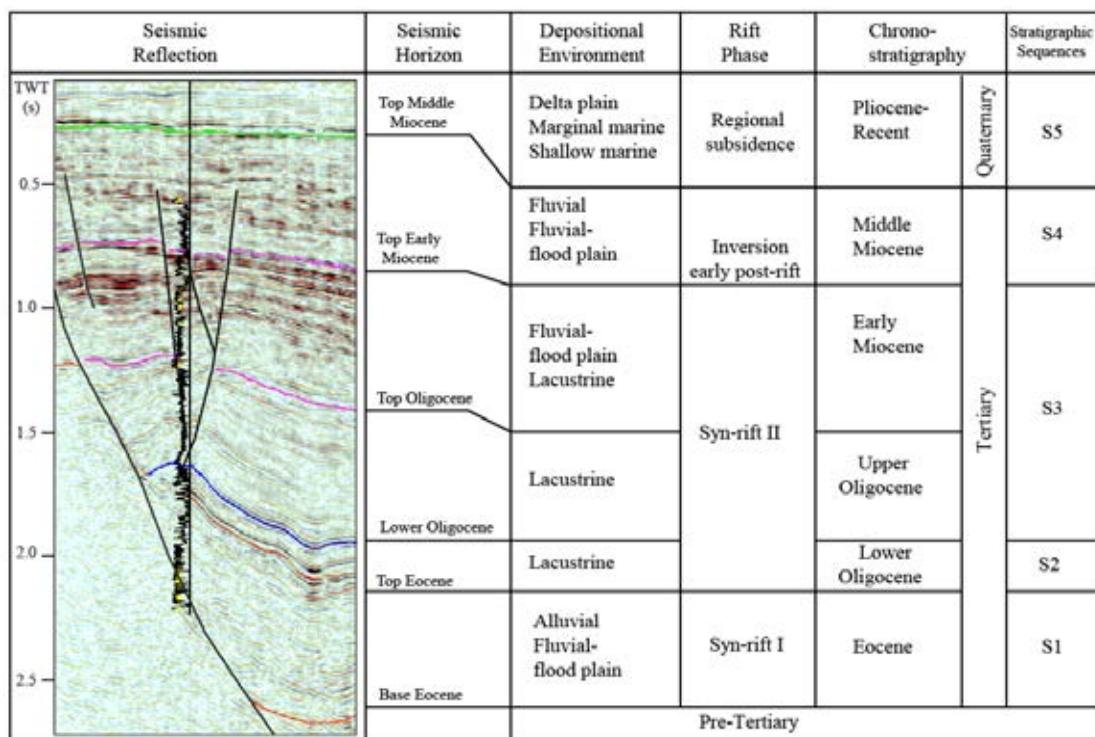 Seismic
Reflection
Seismic
Horizon
Depositional
Environment
Rift
Phase
Chrono-
stratigraphy
Stratigraphic
Sequences
TWT
(s)
0.5
1.0
1.5
2.0
2.5
Top Middle
Miocene
Top Early
Miocene
Top Oligocene
Lower Oligocene
Top Eocene
Base Eocene
Delta plain
Marginal marine
Shallow marine
Regional
subsidence
Pliocene-
Recent
Quaternary
S5
Fluvial
Fluvial-
flood plain
Inversion
early post-rift
Middle
Miocene
S4
Fluvial-
flood plain
Lacustrine
Syn-rift II
Early
Miocene
Tertiary
S3
Lacustrine
Upper
Oligocene
Lacustrine
Lower
Oligocene
S2
Alluvial
Fluvial-
flood plain
Syn-rift I
Eocene
S1
Pre-Tertiary